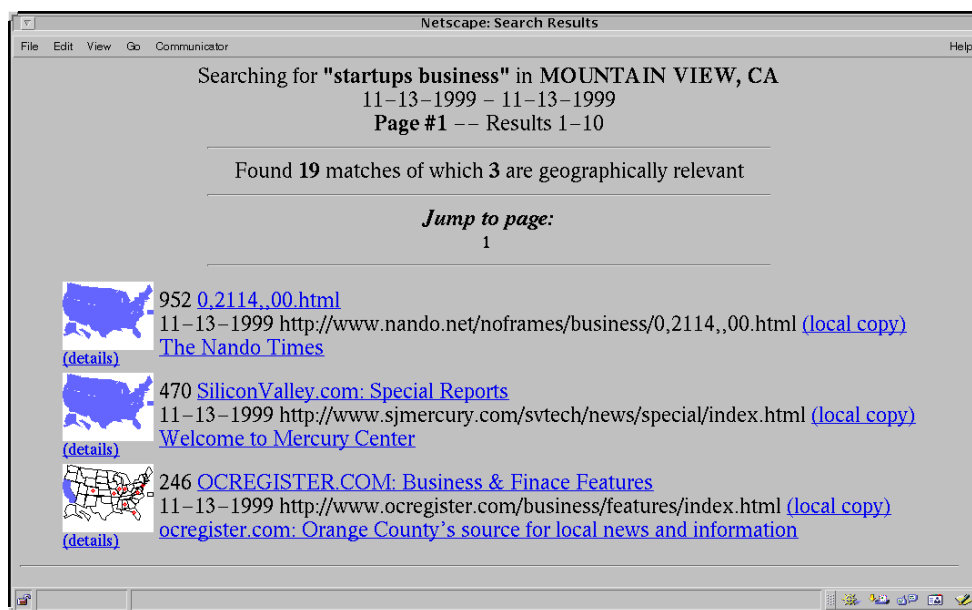 Netscape: Search Results
File Edit View Go Communicator Help
Searching for "startups business" in MOUNTAIN VIEW, CA
11-13-1999 - 11-13-1999
Page #1 -- Results 1-10
Found 19 matches of which 3 are geographically relevant
Jump to page:
1
952 0,2114,,00.html
11-13-1999 http://www.nando.net/noframes/business/0,2114,,00.html (local copy)
(details) The Nando Times
470 SiliconValley.com: Special Reports
11-13-1999 http://www.sjmercury.com/svtech/news/special/index.html (local copy)
(details) Welcome to Mercury Center
246 OCREGISTER.COM: Business & Finace Features
11-13-1999 http://www.ocregister.com/business/features/index.html (local copy)
(details) ocregister.com: Orange County's source for local news and information